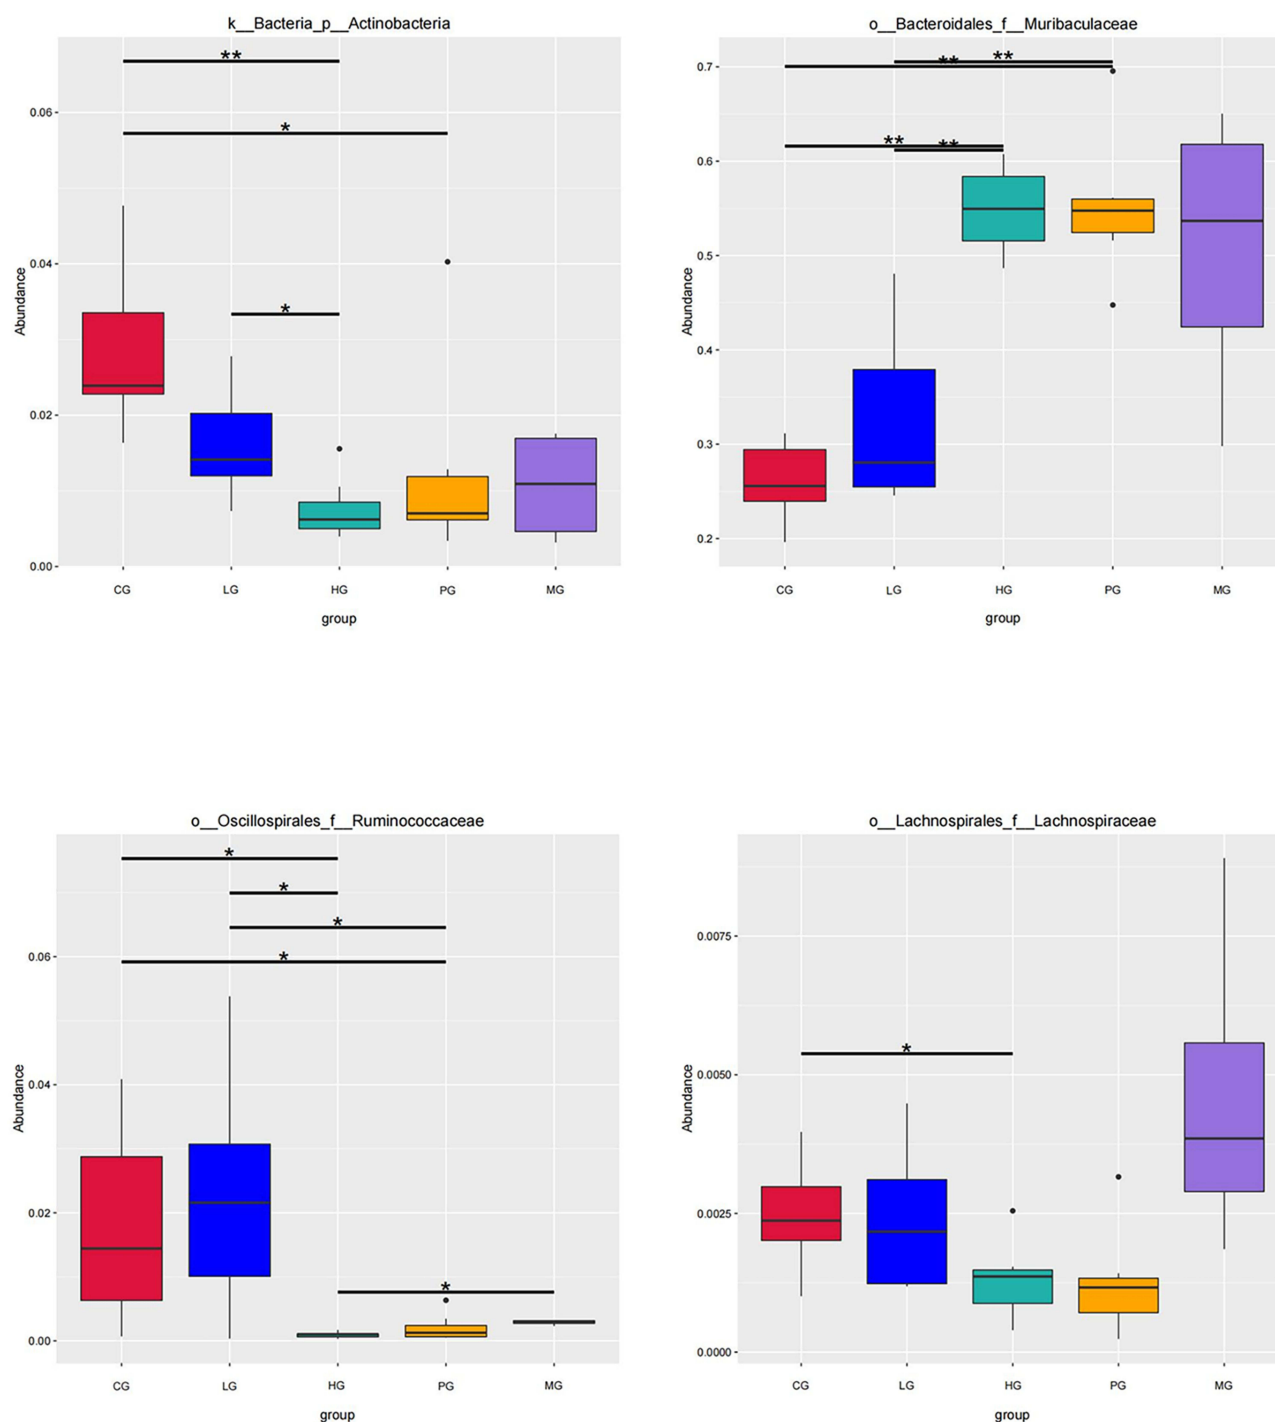 k__Bacteria_p__Actinobacteria
**
*
*
0.06
0.04
0.02
0.00
Abundance
CG LG HG PG MG
group
o__Bacteroidales_f__Muribaculaceae
** **
** **
0.7
0.6
0.5
0.4
0.3
0.2
Abundance
CG LG HG PG MG
group
o__Oscillospirales_f__Ruminococcaceae
*
*
*
*
*
0.06
0.04
0.02
0.00
Abundance
CG LG HG PG MG
group
o__Lachnospirales_f__Lachnospiraceae
*
0.0075
0.0050
0.0025
0.0000
Abundance
CG LG HG PG MG
group